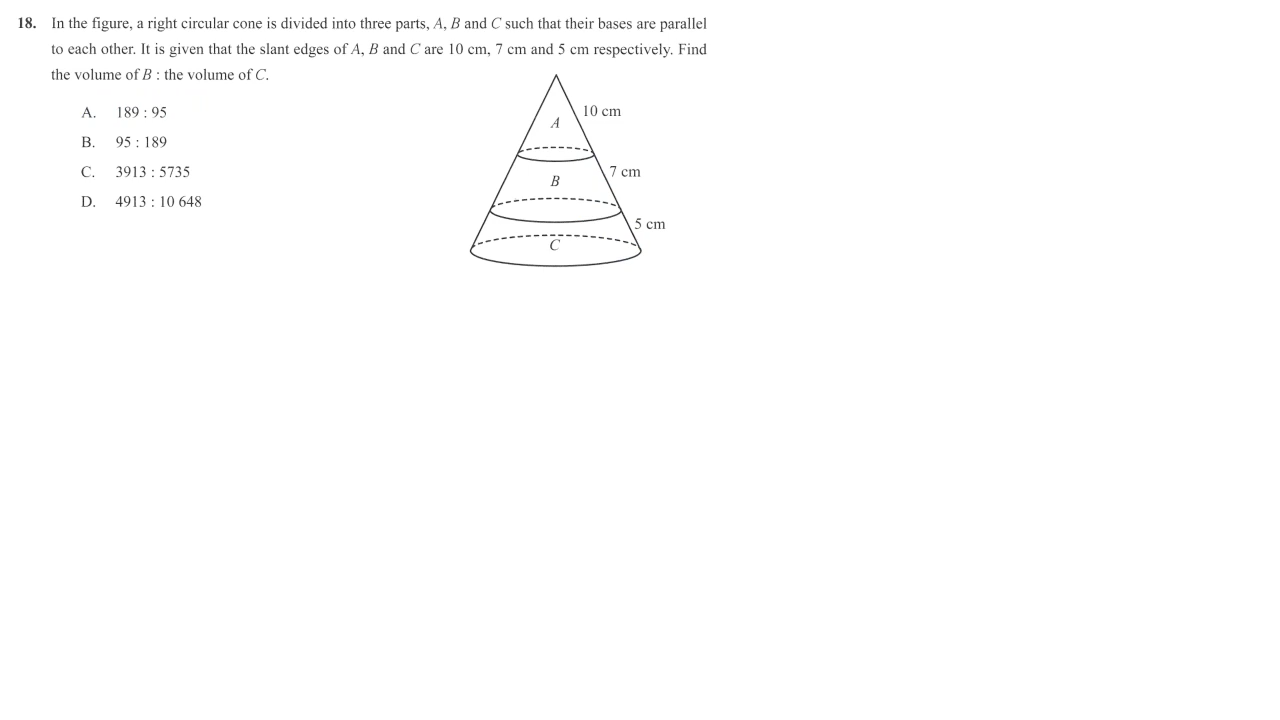 18. In the figure, a right circular cone is divided into three parts, A, B and C such that their bases are parallel
to each other. It is given that the slant edges of A, B and C are 10 cm, 7 cm and 5 cm respectively. Find
the volume of B : the volume of C.
A. 189 : 95
B. 95 : 189
C. 3913 : 5735
D. 4913 : 10 648
10 cm
A
7 cm
B
5 cm
C